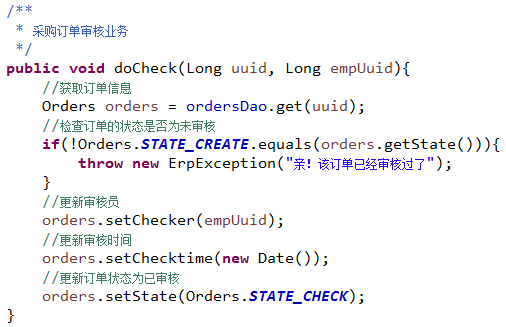 /**
 * 采购订单审核业务
 */
public void doCheck(Long uuid, Long empUuid){
    //获取订单信息
    Orders orders = ordersDao.get(uuid);
    //检查订单的状态是否为未审核
    if(!Orders.STATE_CREATE.equals(orders.getState())){
        throw new ErpException("亲！该订单已经审核过了");
    }
    //更新审核员
    orders.setChecker(empUuid);
    //更新审核时间
    orders.setChecktime(new Date());
    //更新订单状态为已审核
    orders.setState(Orders.STATE_CHECK);
}